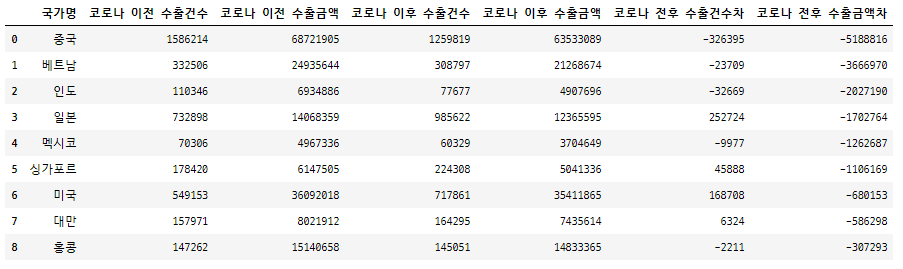 국가명 코로나 이전 수출건수 코로나 이전 수출금액 코로나 이후 수출건수 코로나 이후 수출금액 코로나 전후 수출건수차 코로나 전후 수출금액차
0 중국 1586214 68721905 1259819 63533089 -326395 -5188816
1 베트남 332506 24935644 308797 21268674 -23709 -3666970
2 인도 110346 6934886 77677 4907696 -32669 -2027190
3 일본 732898 14068359 985622 12365595 252724 -1702764
4 멕시코 70306 4967336 60329 3704649 -9977 -1262687
5 싱가포르 178420 6147505 224308 5041336 45888 -1106169
6 미국 549153 36092018 717861 35411865 168708 -680153
7 대만 157971 8021912 164295 7435614 6324 -586298
8 홍콩 147262 15140658 145051 14833365 -2211 -307293